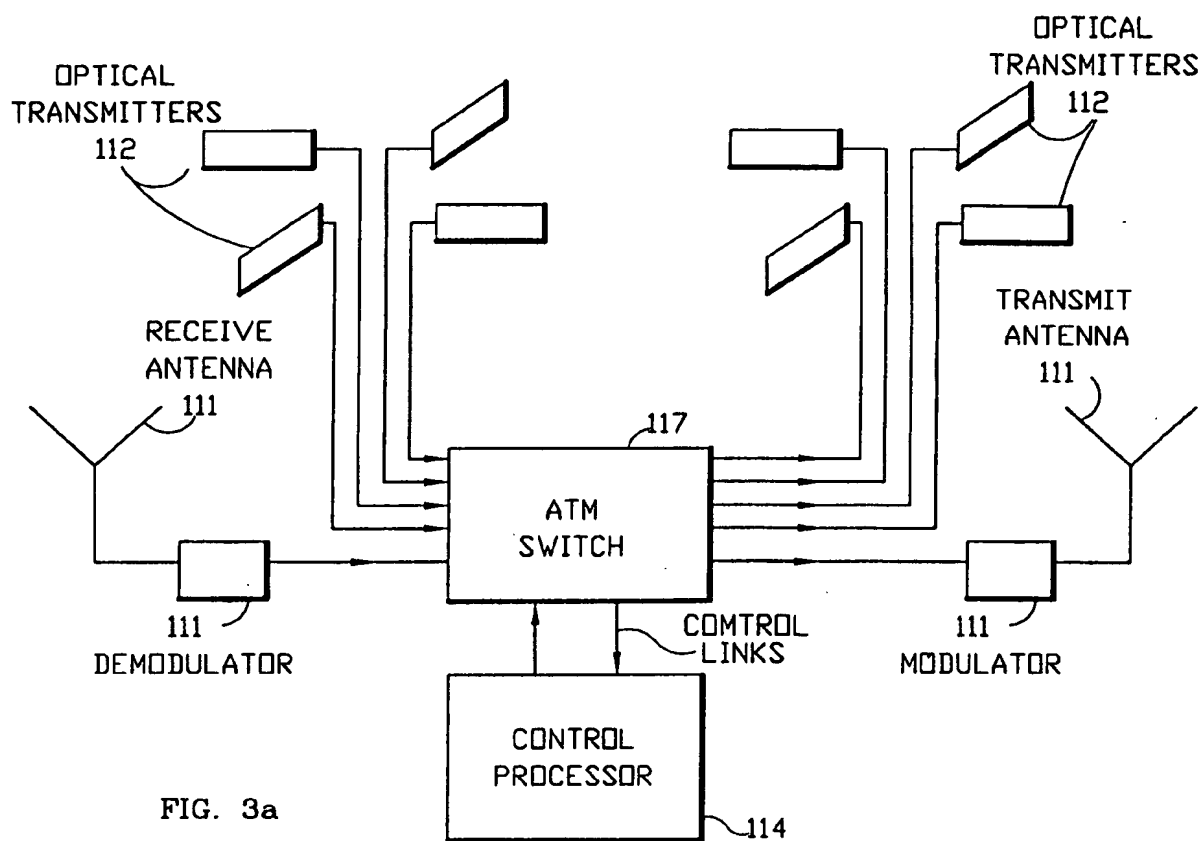 OPTICAL
TRANSMITTERS
112
OPTICAL
TRANSMITTERS
112
RECEIVE
ANTENNA
111
TRANSMIT
ANTENNA
111
117
ATM
SWITCH
111
DEMODULATOR
COMTROL
LINKS
111
MODULATOR
CONTROL
PROCESSOR
114
FIG. 3a